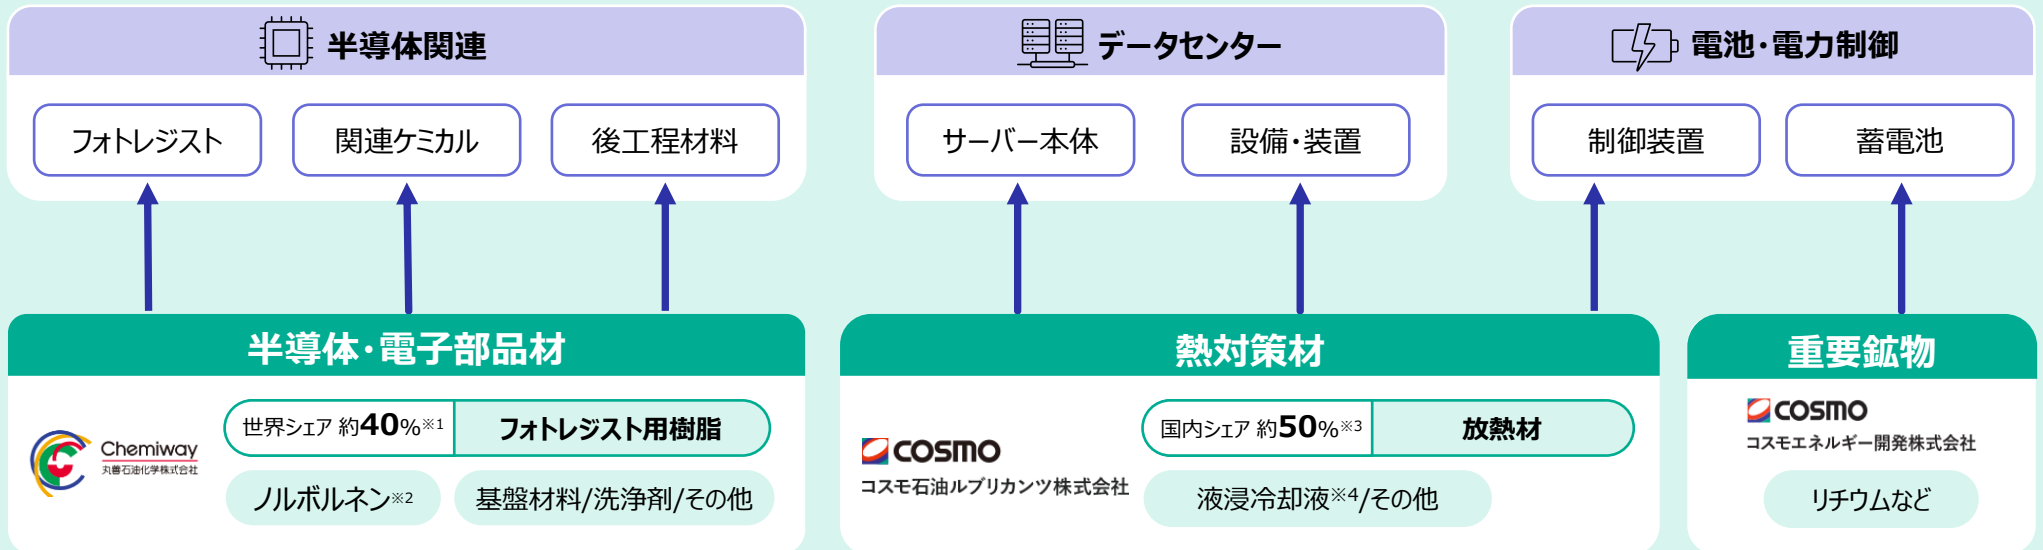 半導体関連
フォトレジスト
関連ケミカル
後工程材料
データセンター
サーバー本体
設備・装置
電池・電力制御
制御装置
蓄電池
半導体・電子部品材
Chemiway
丸善石油化学株式会社
世界シェア 約40%※1
フォトレジスト用樹脂
ノルボルネン※2
基盤材料/洗浄剤/その他
熱対策材
COSMO
コスモ石油ルブリカンツ株式会社
国内シェア 約50%※3
放熱材
液浸冷却液※4/その他
重要鉱物
COSMO
コスモエネルギー開発株式会社
リチウムなど